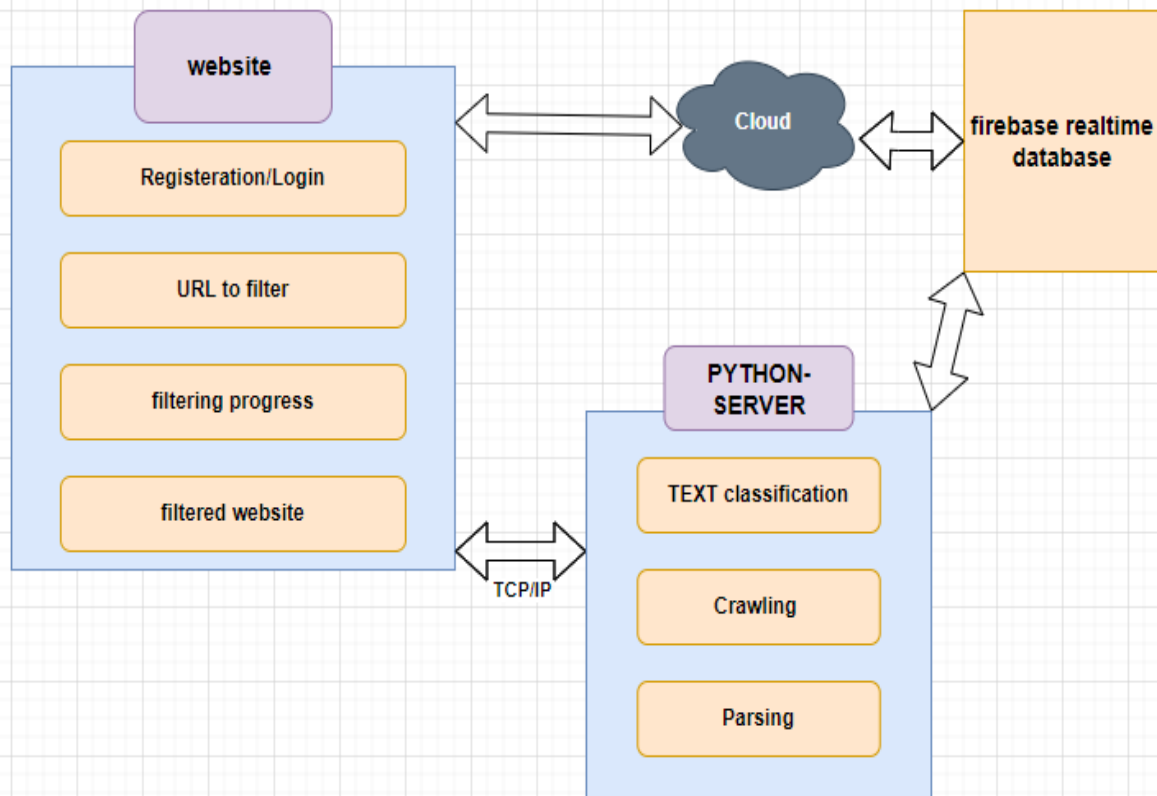 website
Registeration/Login
URL to filter
filtering progress
filtered website
Cloud
firebase realtime
database
TCP/IP
PYTHON-
SERVER
TEXT classification
Crawling
Parsing